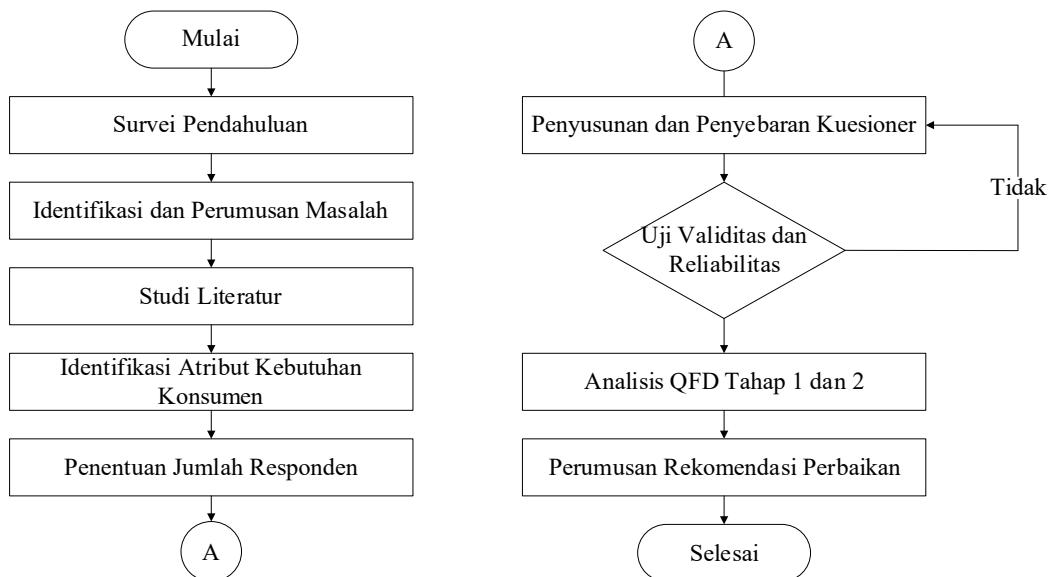 Mulai
Survei Pendahuluan
Identifikasi dan Perumusan Masalah
Studi Literatur
Identifikasi Atribut Kebutuhan
Konsumen
Penentuan Jumlah Responden
A
A
Penyusunan dan Penyebaran Kuesioner
Tidak
Uji Validitas dan
Reliabilitas
Analisis QFD Tahap 1 dan 2
Perumusan Rekomendasi Perbaikan
Selesai